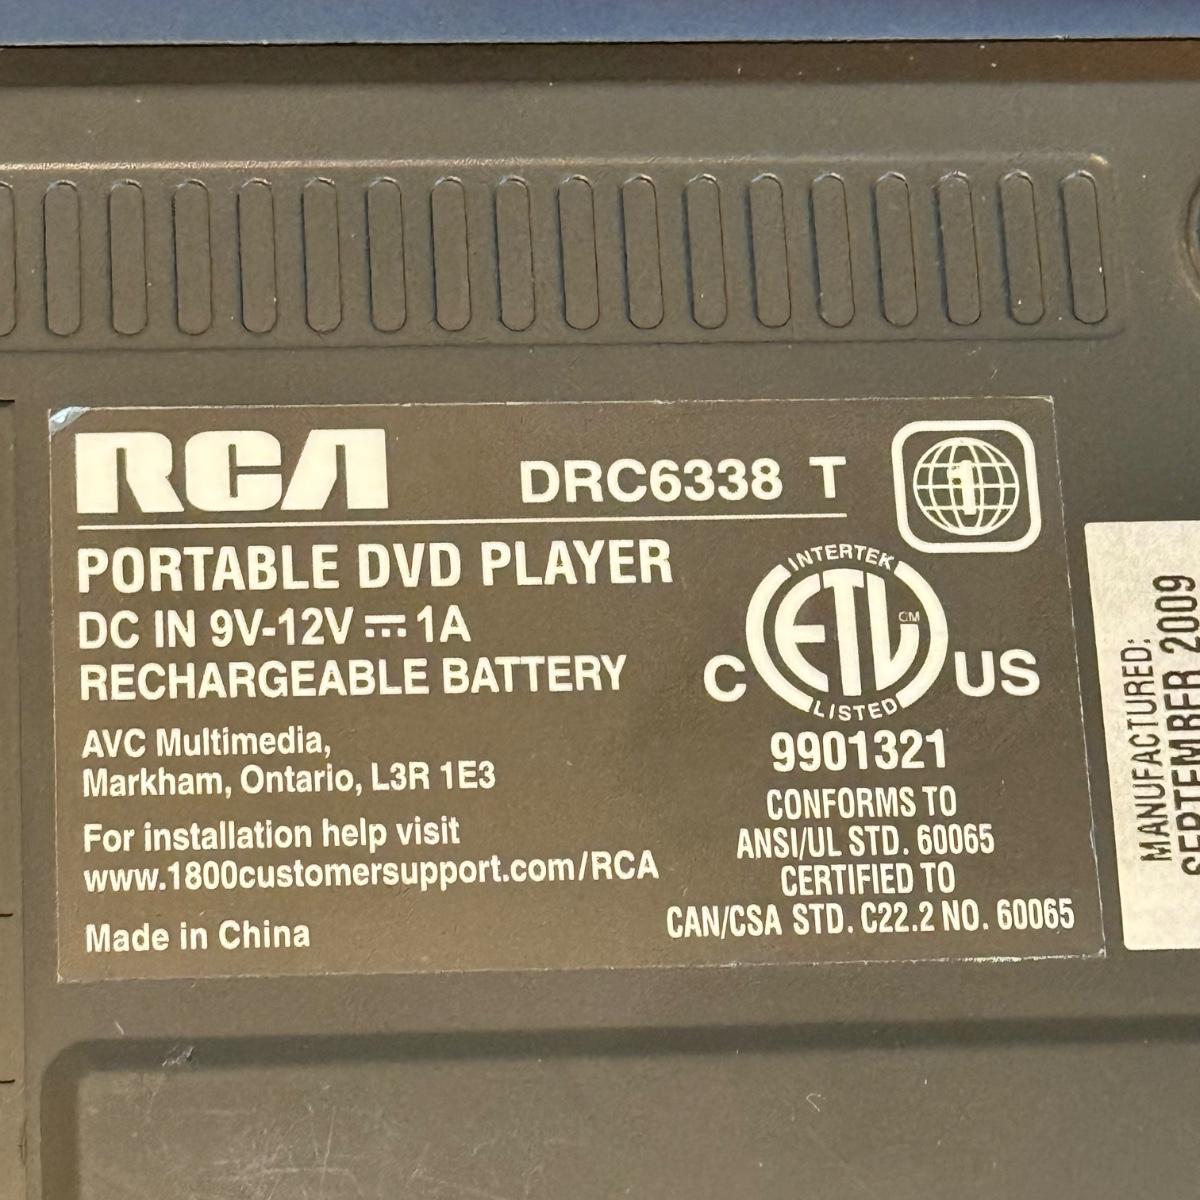 RCA DRC6338 T
1
PORTABLE DVD PLAYER
DC IN 9V-12V ⎓ 1A
RECHARGEABLE BATTERY
AVC Multimedia,
Markham, Ontario, L3R 1E3
For installation help visit
www.1800customersupport.com/RCA
Made in China
INTERTEK
C ETL CM US
LISTED
9901321
CONFORMS TO
ANSI/UL STD. 60065
CERTIFIED TO
CAN/CSA STD. C22.2 NO. 60065
MANUFACTURED:
SEPTEMBER 2009